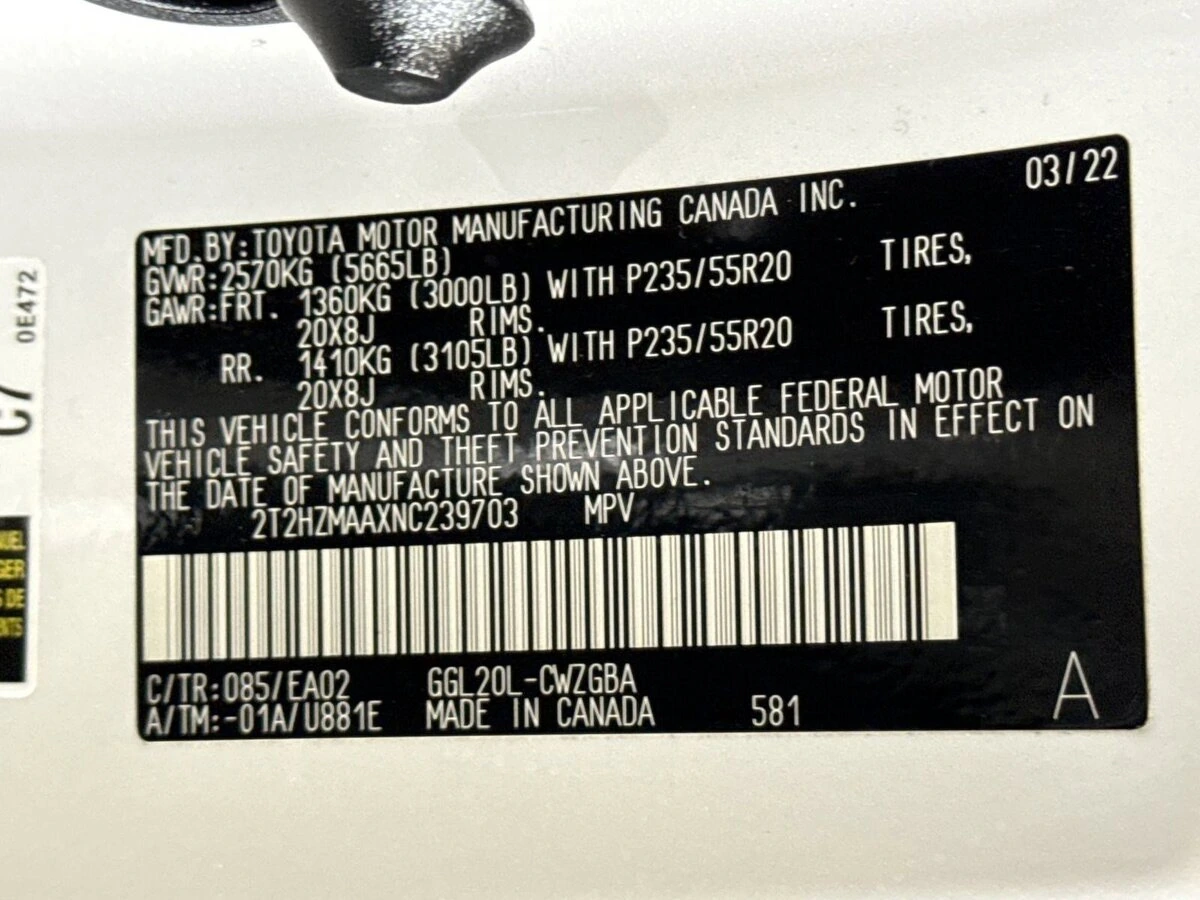 03/22
MFD.BY:TOYOTA MOTOR MANUFACTURING CANADA INC.
GVWR:2570KG (5665LB)
GAWR:FRT. 1360KG (3000LB) WITH P235/55R20 TIRES,
20X8J RIMS.
RR. 1410KG (3105LB) WITH P235/55R20 TIRES,
20X8J RIMS.
THIS VEHICLE CONFORMS TO ALL APPLICABLE FEDERAL MOTOR
VEHICLE SAFETY AND THEFT PREVENTION STANDARDS IN EFFECT ON
THE DATE OF MANUFACTURE SHOWN ABOVE.
2T2HZMAAXNC239703 MPV
C/TR:085/EA02 GGL20L-CWZGBA
A/TM:-01A/U881E MADE IN CANADA 581 A
0E472
C7
DE